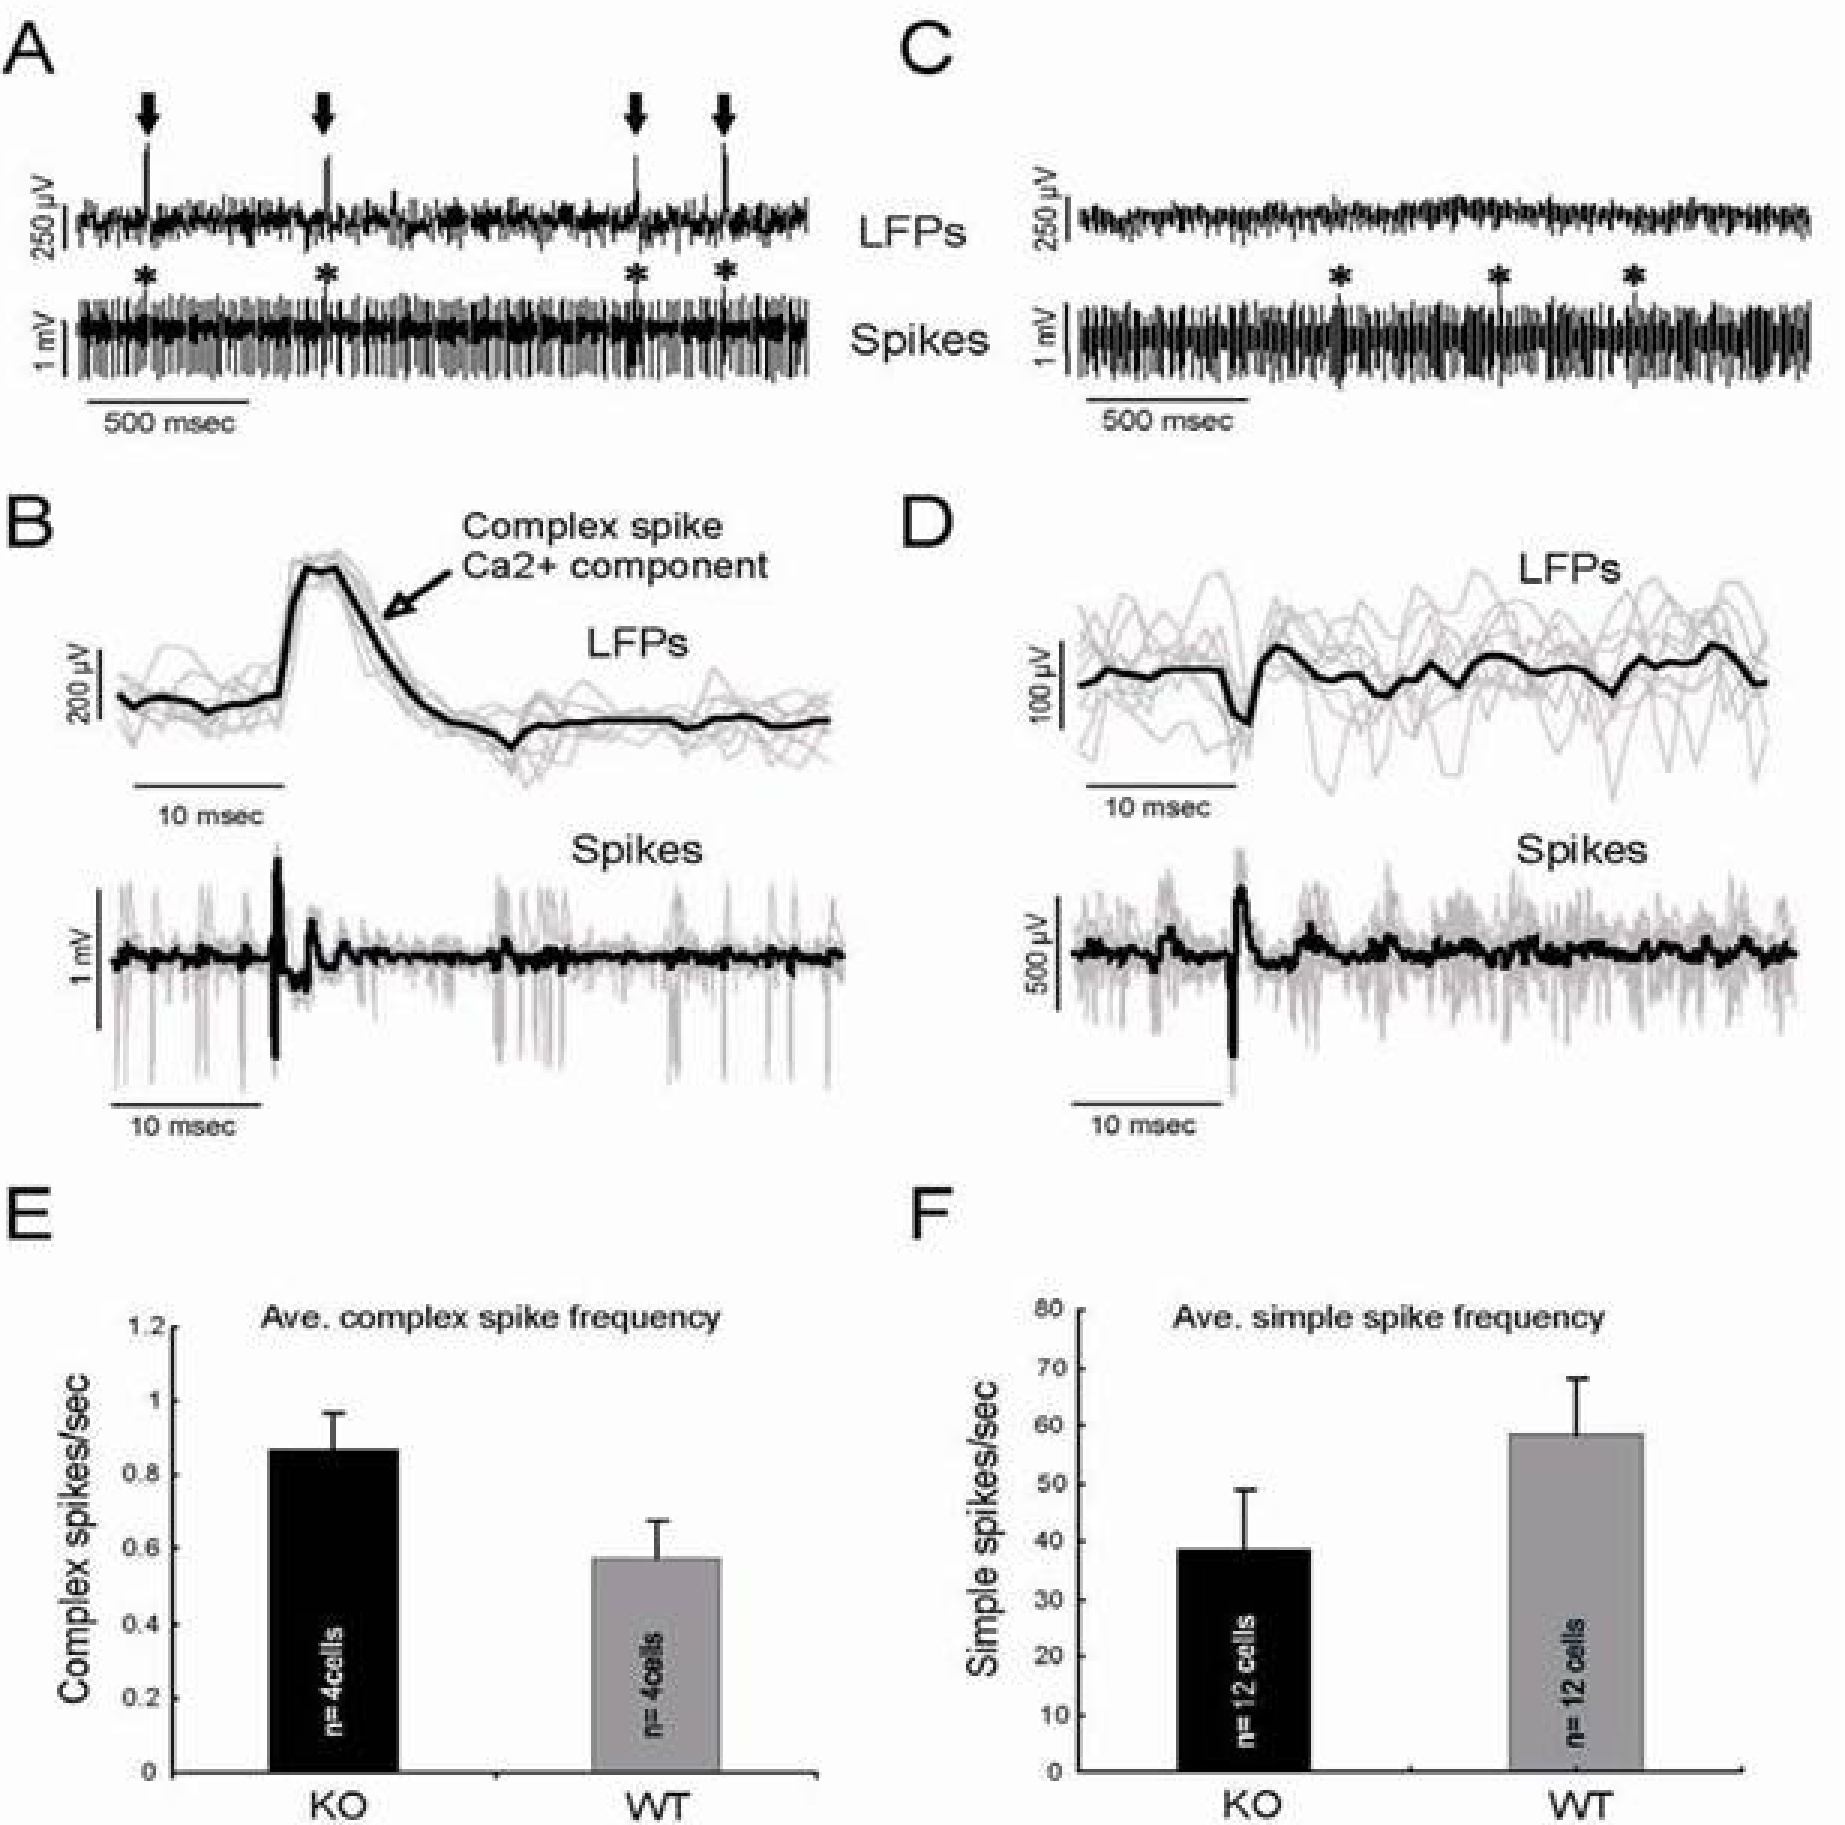 A
C
250 µV
LFPs
250 µV
* * * *
* * *
1 mV
Spikes
1 mV
500 msec
500 msec
B
D
Complex spike
Ca2+ component
LFPs
LFPs
200 µV
100 µV
10 msec
10 msec
Spikes
Spikes
1 mV
500 µV
10 msec
10 msec
E
F
Ave. complex spike frequency
Complex spikes/sec
1.2
1
0.8
0.6
0.4
0.2
0
n= 4cells
n= 4cells
KO
WT
Ave. simple spike frequency
Simple spikes/sec
80
70
60
50
40
30
20
10
0
n= 12 cells
n= 12 cells
KO
WT